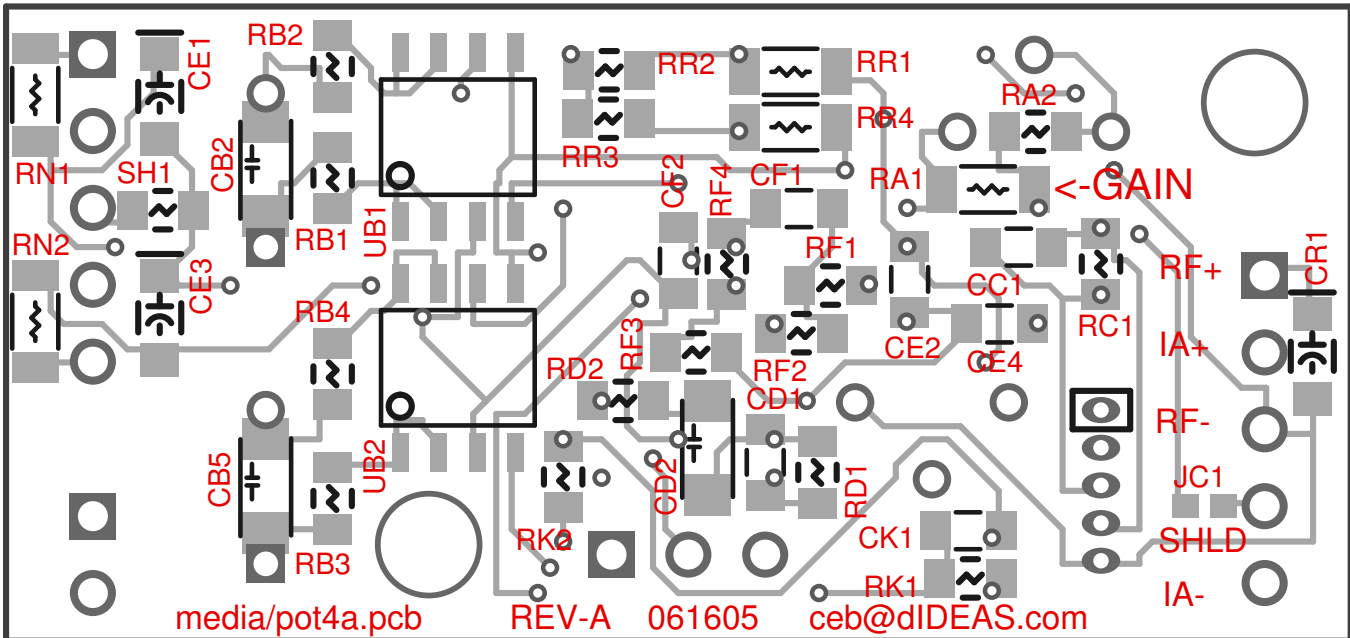 RB2
CE1
RR2
RR1
RA2
RN1
SH1
CB2
RR3
RR4
CF2
RF4
CF1
RA1
<-GAIN
RN2
RB1
UB1
RF1
CE3
RB4
CC1
RF+
CR1
RC1
RF3
RD2
RF2
CE2
CE4
IA+
CD1
RF-
CB5
UB2
CD2
RD1
JC1
RB3
RK2
CK1
SHLD
RK1
IA-
media/pot4a.pcb
REV-A
061605
ceb@dIDEAS.com